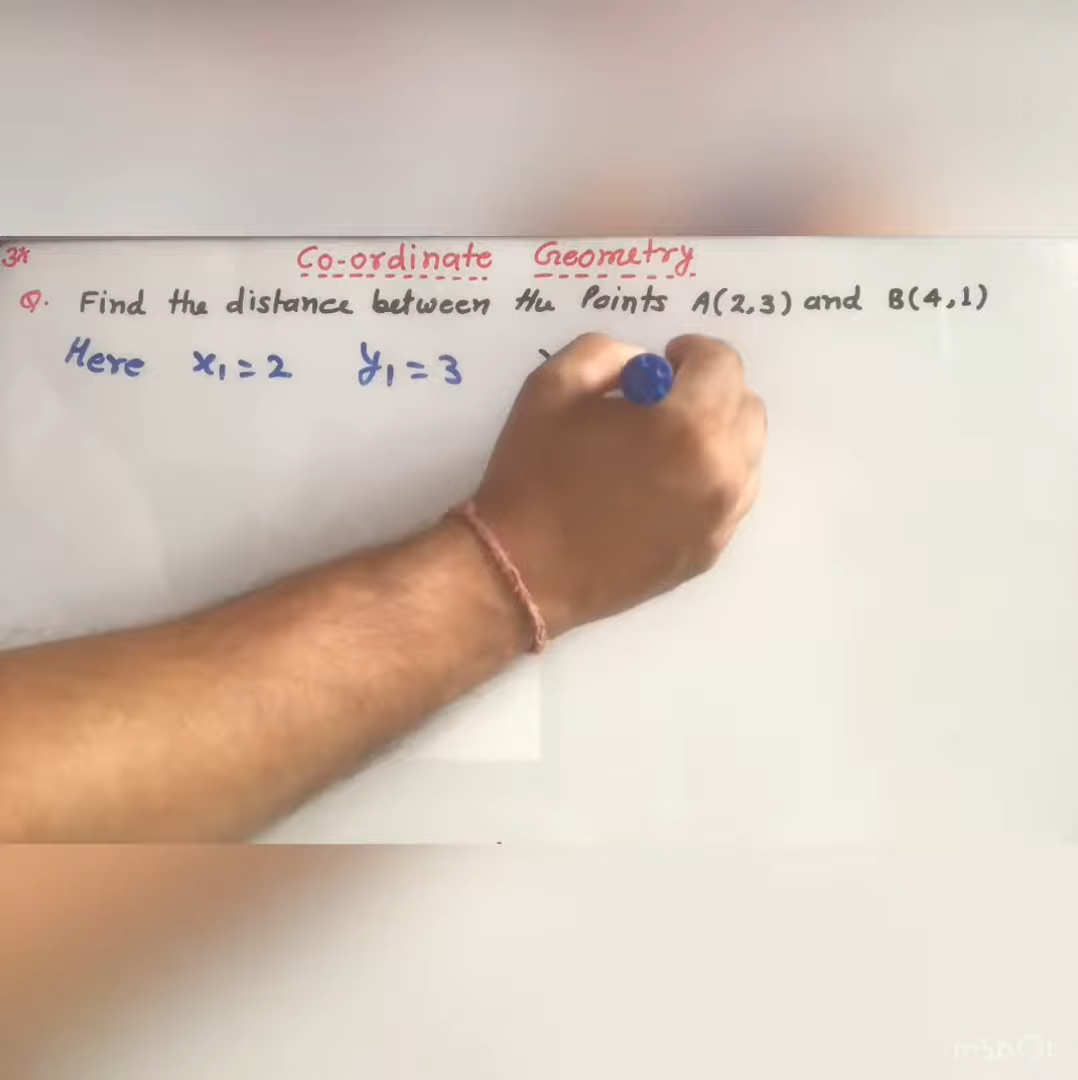 Co-ordinate Geometry
Q. Find the distance between the Points A(2,3) and B(4,1)
Here x₁=2 y₁=3